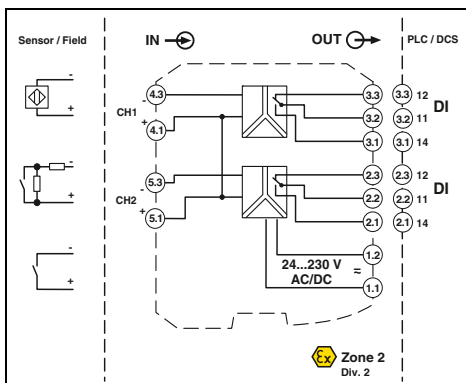 Sensor / Field IN OUT PLC / DCS
-
+
4.3 - 3.3 3.3 12
CH1 3.2 3.2 11 DI
+ 4.1 3.1 3.1 14
-
+
5.3 - 2.3 2.3 12
CH2 2.2 2.2 11 DI
+ 5.1 2.1 2.1 14
-
+
1.2
24...230 V
AC/DC ≈
1.1
Ex Zone 2
Div. 2